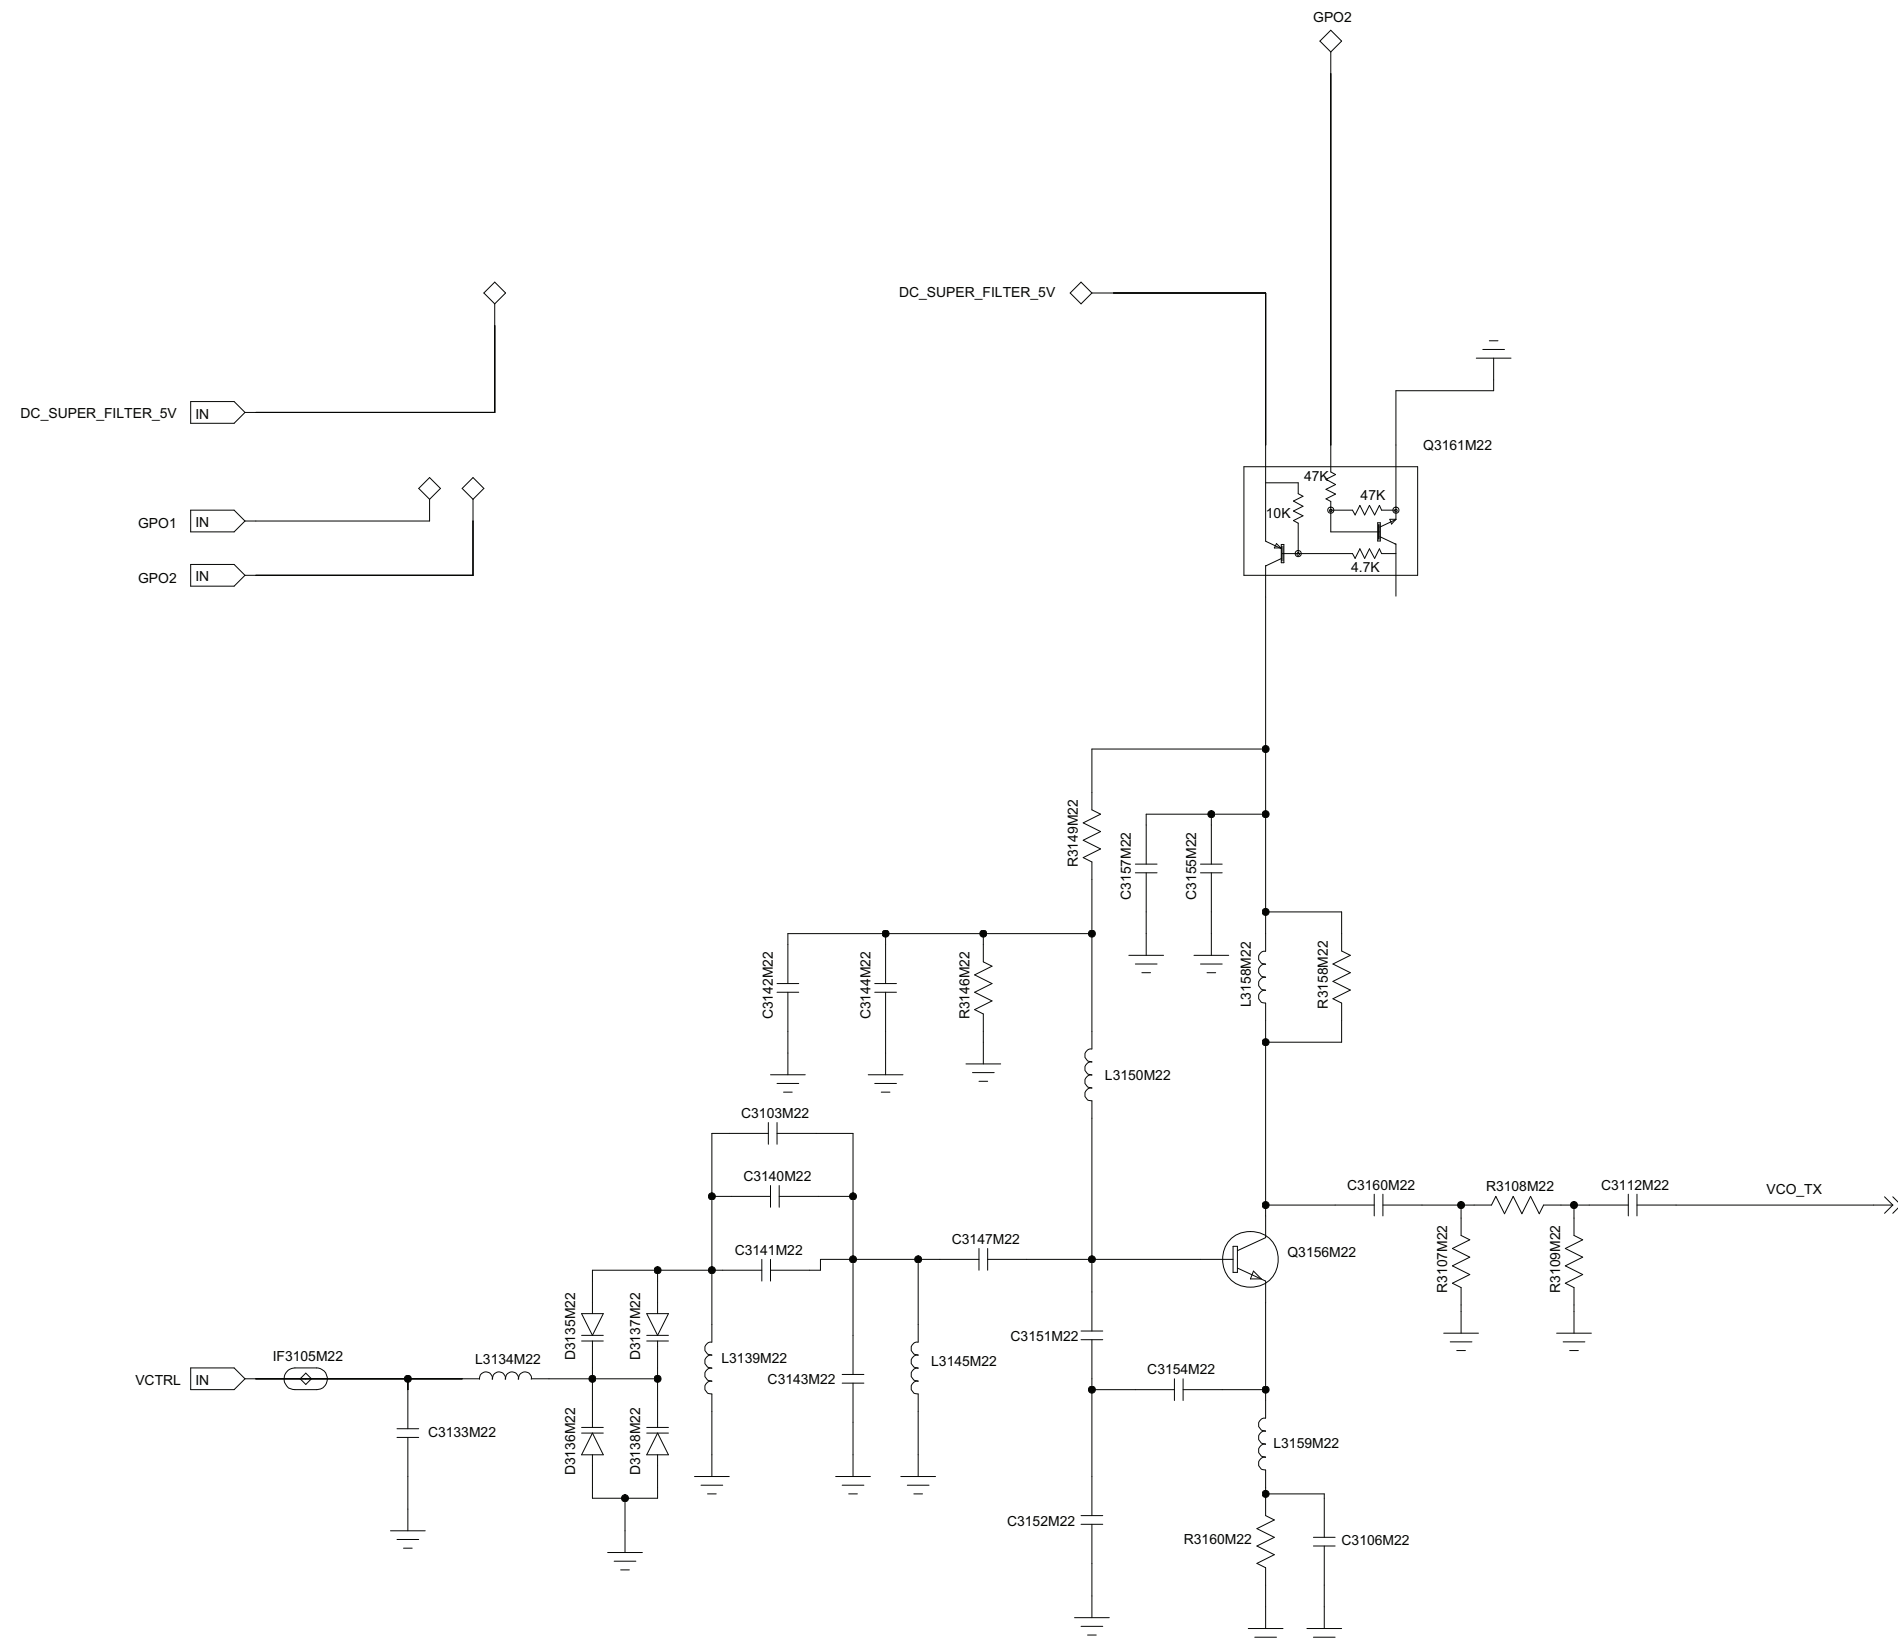 GPO2
DC_SUPER_FILTER_5V
DC_SUPER_FILTER_5V IN
Q3161M22
47K
47K
10K
4.7K
GPO1 IN
GPO2 IN
R3149M22
C3157M22
C3155M22
C3142M22
C3144M22
R3146M22
L3158M22
R3158M22
L3150M22
C3103M22
C3140M22
C3141M22
C3147M22
C3160M22
R3108M22
C3112M22
VCO_TX
Q3156M22
R3107M22
R3109M22
D3135M22
D3137M22
C3151M22
IF3105M22
L3134M22
L3139M22
C3143M22
L3145M22
C3154M22
VCTRL IN
C3133M22
D3136M22
D3138M22
L3159M22
C3152M22
R3160M22
C3106M22